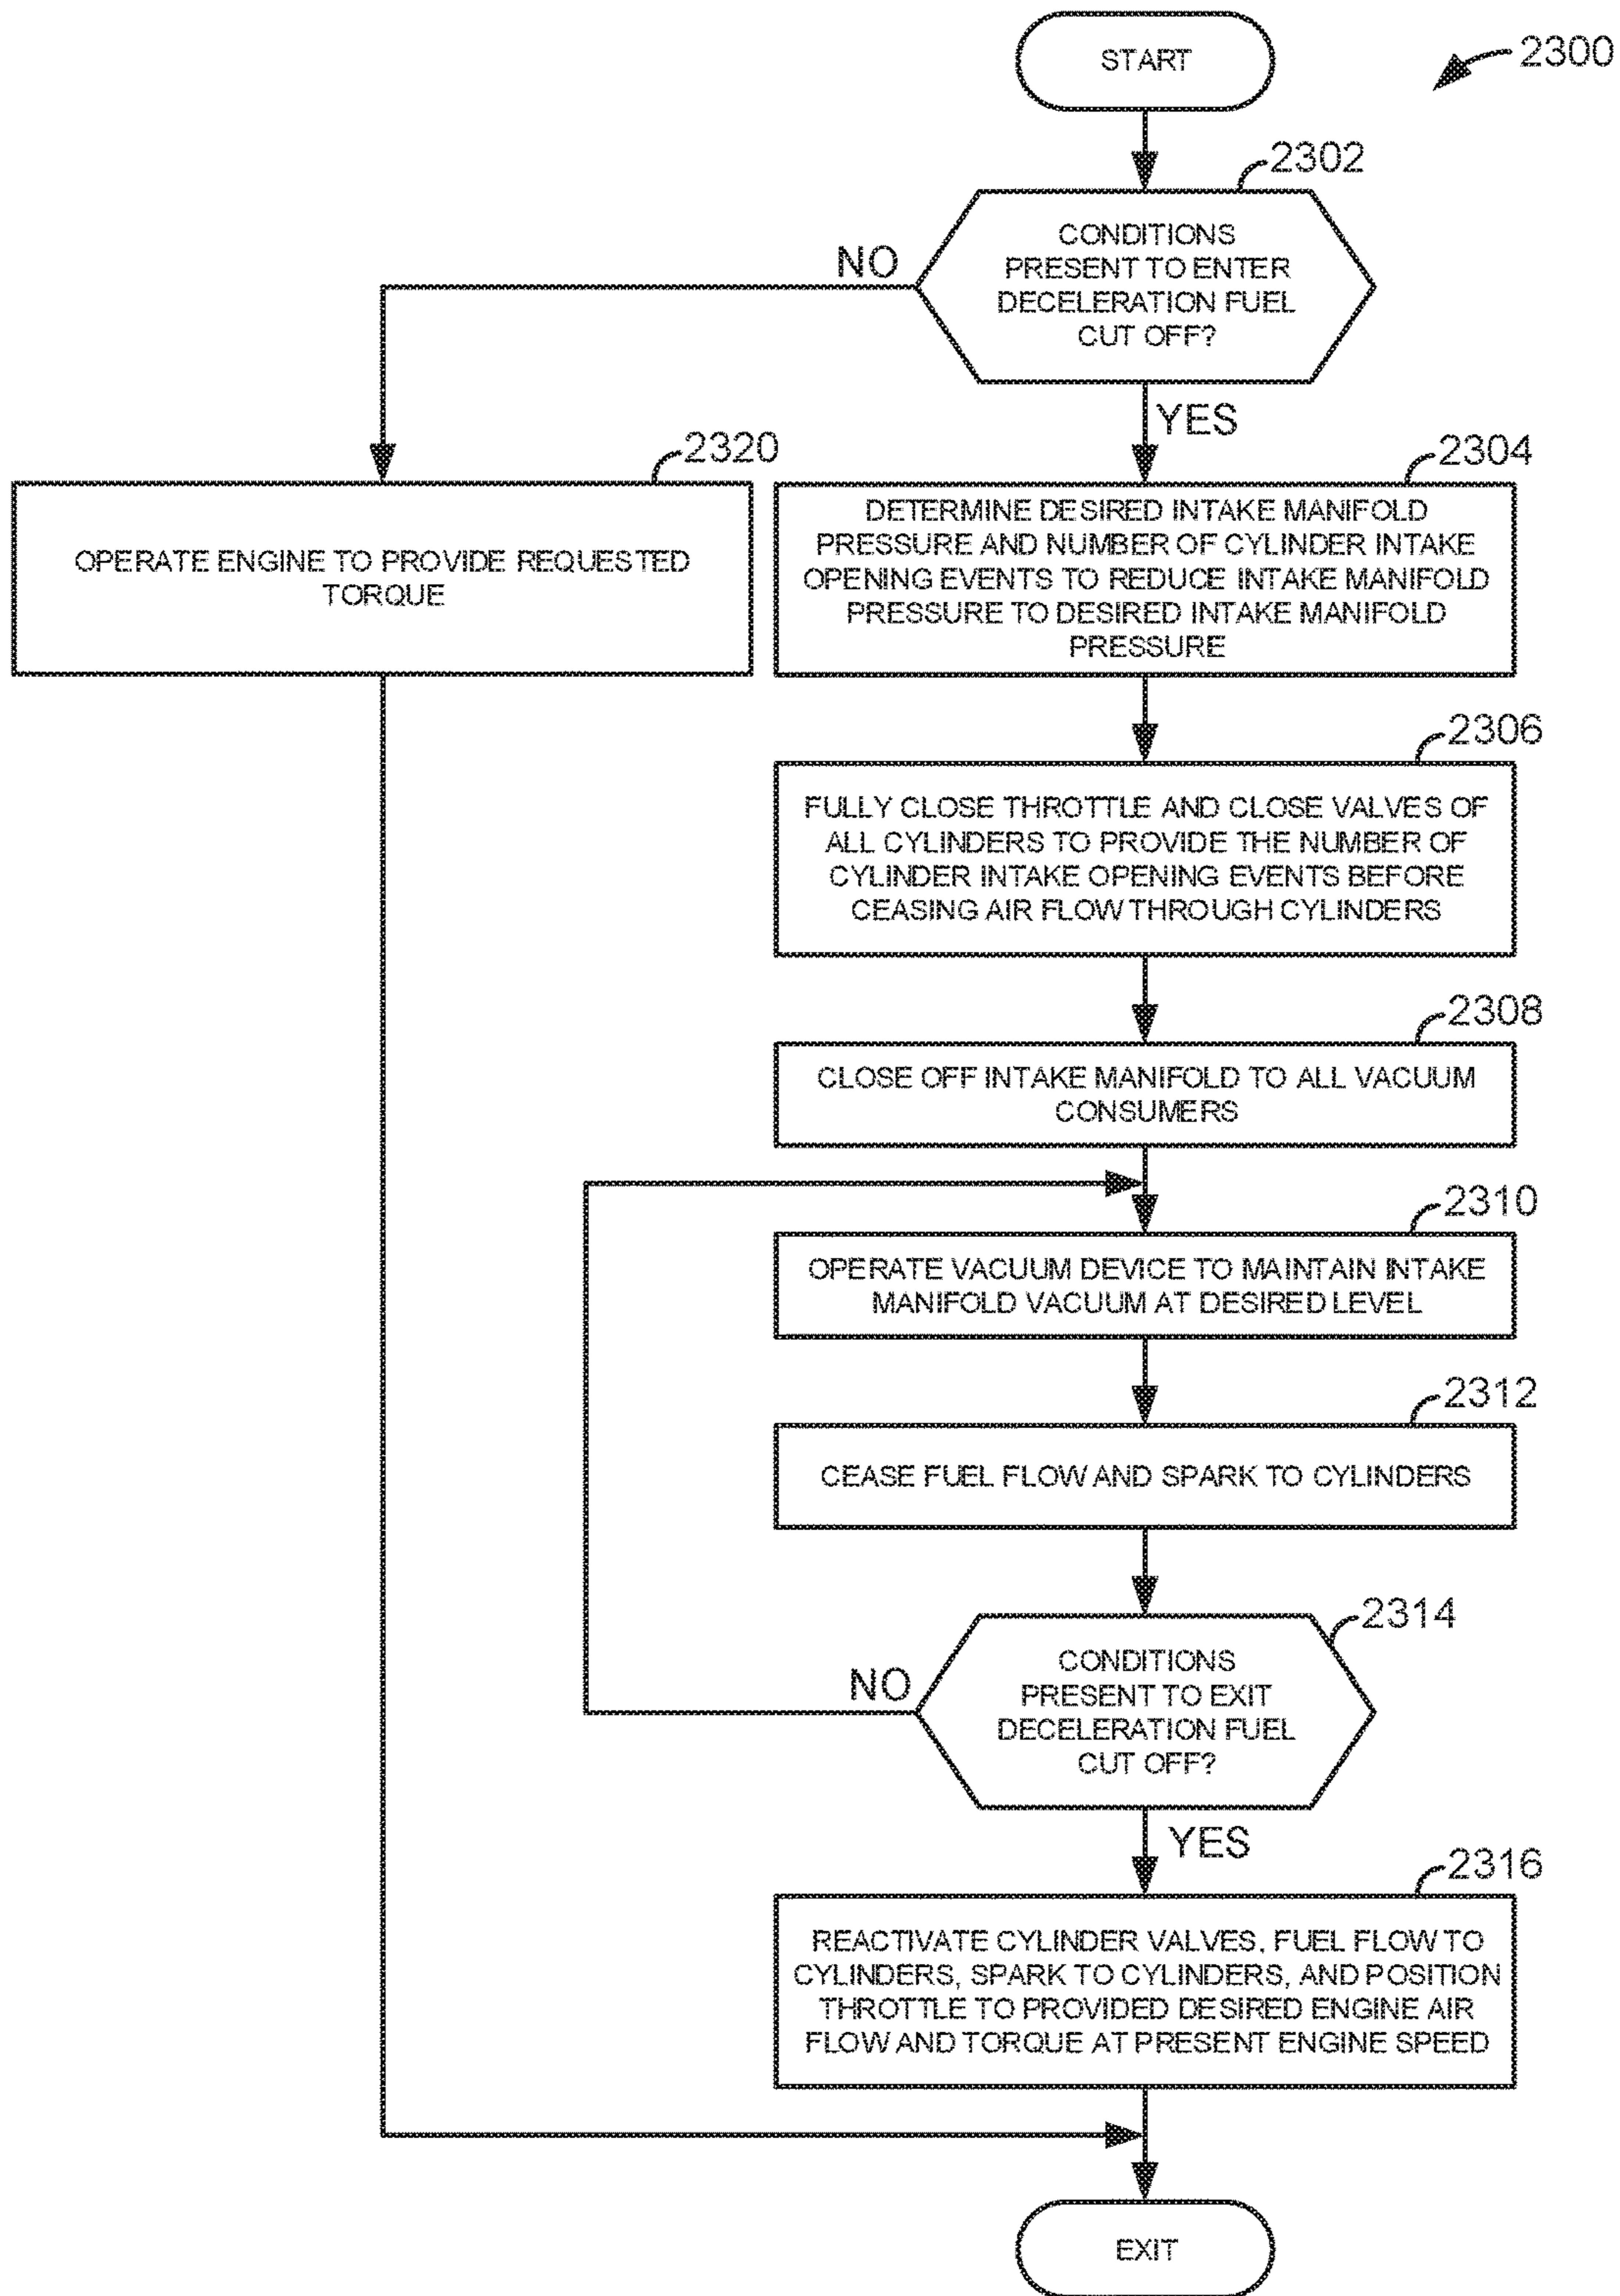 START
2300
2302
CONDITIONS
PRESENT TO ENTER
DECELERATION FUEL
CUT OFF?
NO
YES
2320
OPERATE ENGINE TO PROVIDE REQUESTED
TORQUE
2304
DETERMINE DESIRED INTAKE MANIFOLD
PRESSURE AND NUMBER OF CYLINDER INTAKE
OPENING EVENTS TO REDUCE INTAKE MANIFOLD
PRESSURE TO DESIRED INTAKE MANIFOLD
PRESSURE
2306
FULLY CLOSE THROTTLE AND CLOSE VALVES OF
ALL CYLINDERS TO PROVIDE THE NUMBER OF
CYLINDER INTAKE OPENING EVENTS BEFORE
CEASING AIR FLOW THROUGH CYLINDERS
2308
CLOSE OFF INTAKE MANIFOLD TO ALL VACUUM
CONSUMERS
2310
OPERATE VACUUM DEVICE TO MAINTAIN INTAKE
MANIFOLD VACUUM AT DESIRED LEVEL
2312
CEASE FUEL FLOW AND SPARK TO CYLINDERS
2314
CONDITIONS
PRESENT TO EXIT
DECELERATION FUEL
CUT OFF?
NO
YES
2316
REACTIVATE CYLINDER VALVES, FUEL FLOW TO
CYLINDERS, SPARK TO CYLINDERS, AND POSITION
THROTTLE TO PROVIDED DESIRED ENGINE AIR
FLOW AND TORQUE AT PRESENT ENGINE SPEED
EXIT